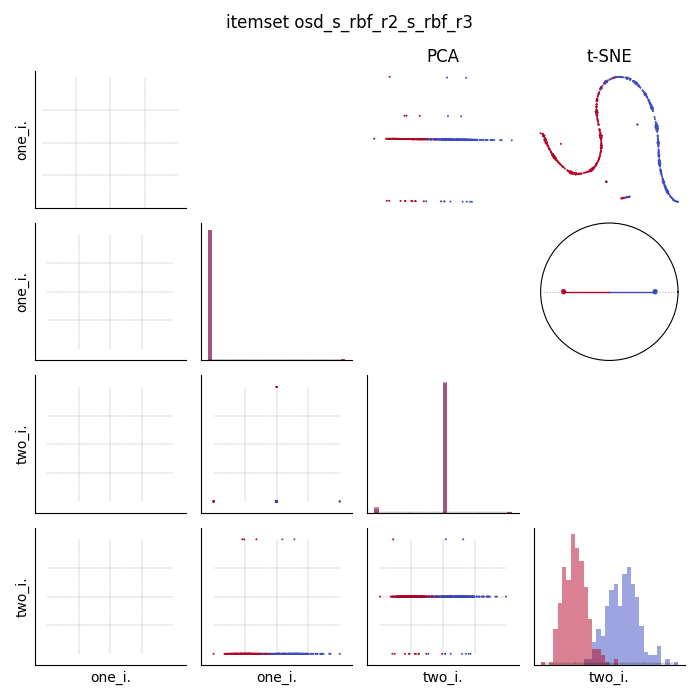 itemset osd_s_rbf_r2_s_rbf_r3
PCA
t-SNE
one_i.
one_i.
two_i.
two_i.
one_i.
one_i.
two_i.
two_i.